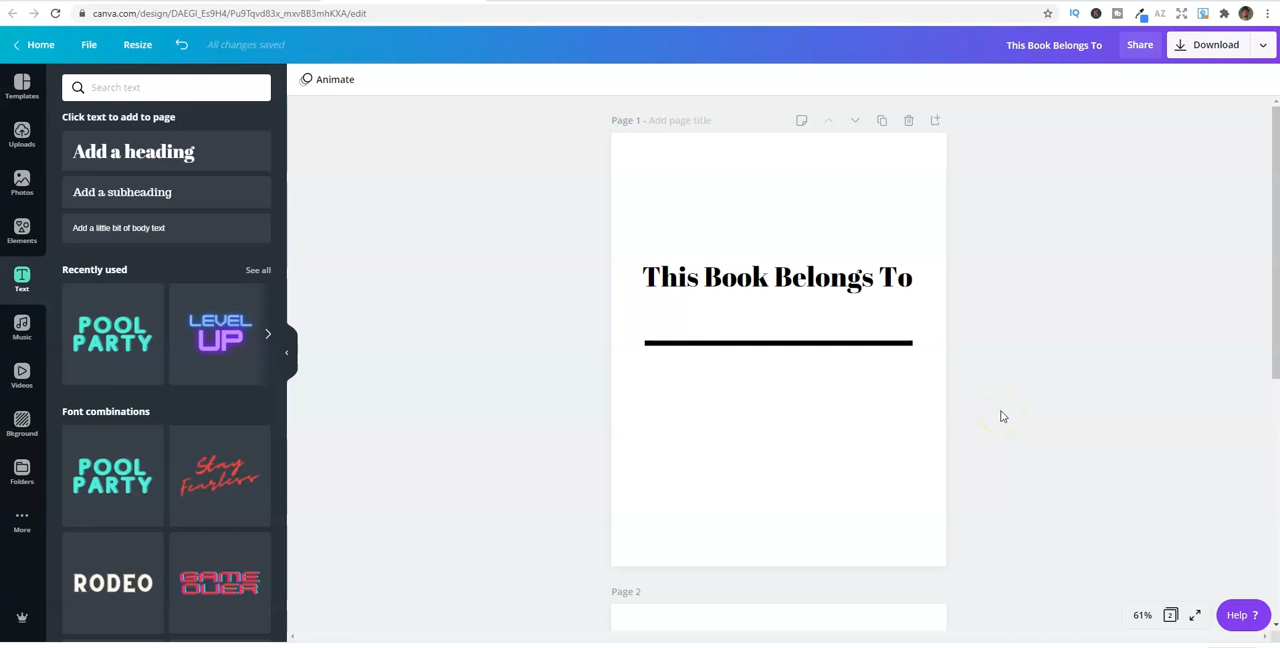 canva.com/design/DAEGl_Es9H4/Pu9Tqvd83x_mxvBB3mhKXA/edit
IQ
K
AZ
Home
File
Resize
All changes saved
This Book Belongs To
Share
Download
Templates
Uploads
Photos
Elements
Text
Music
Videos
Bkground
Folders
More
Search text
Click text to add to page
Add a heading
Add a subheading
Add a little bit of body text
Recently used
See all
POOL
PARTY
LEVEL
UP
Font combinations
POOL
PARTY
Stay
Fearless
RODEO
GAME
OVER
Animate
Page 1 - Add page title
This Book Belongs To
Page 2
61%
2
Help ?